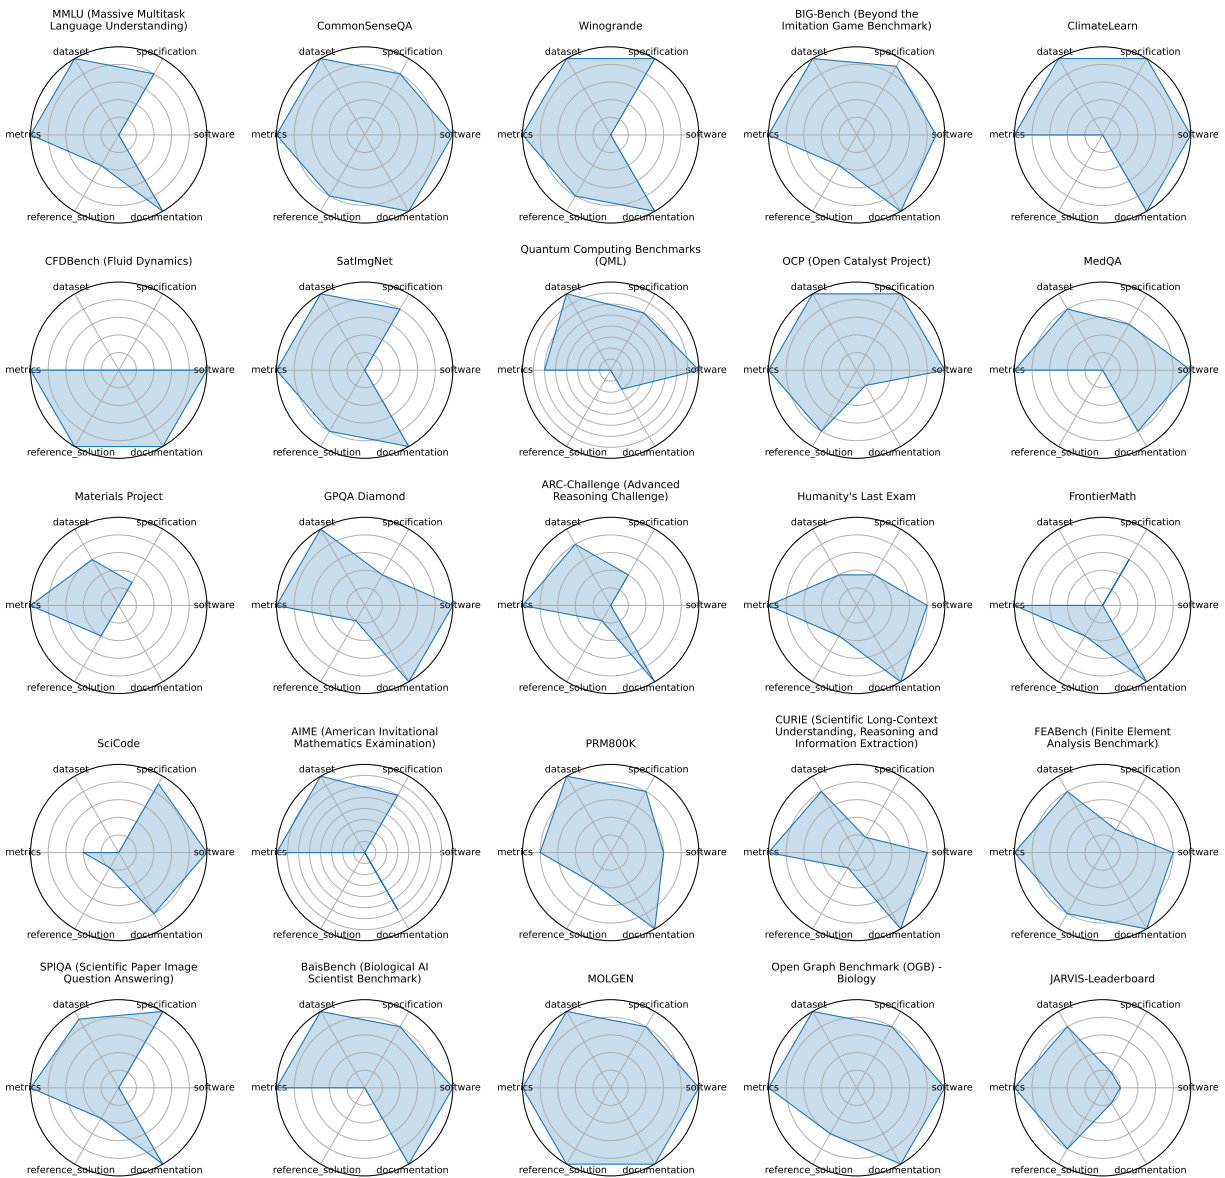 MMLU (Massive Multitask
Language Understanding)
dataset
specification
metrics
software
reference_solution
documentation
CommonSenseQA
dataset
specification
metrics
software
reference_solution
documentation
Winogrande
dataset
specification
metrics
software
reference_solution
documentation
BIG-Bench (Beyond the
Imitation Game Benchmark)
dataset
specification
metrics
software
reference_solution
documentation
ClimateLearn
dataset
specification
metrics
software
reference_solution
documentation
CFDBench (Fluid Dynamics)
dataset
specification
metrics
software
reference_solution
documentation
SatImgNet
dataset
specification
metrics
software
reference_solution
documentation
Quantum Computing Benchmarks
(QML)
dataset
specification
metrics
software
reference_solution
documentation
OCP (Open Catalyst Project)
dataset
specification
metrics
software
reference_solution
documentation
MedQA
dataset
specification
metrics
software
reference_solution
documentation
Materials Project
dataset
specification
metrics
software
reference_solution
documentation
GPQA Diamond
dataset
specification
metrics
software
reference_solution
documentation
ARC-Challenge (Advanced
Reasoning Challenge)
dataset
specification
metrics
software
reference_solution
documentation
Humanity's Last Exam
dataset
specification
metrics
software
reference_solution
documentation
FrontierMath
dataset
specification
metrics
software
reference_solution
documentation
SciCode
dataset
specification
metrics
software
reference_solution
documentation
AIME (American Invitational
Mathematics Examination)
dataset
specification
metrics
software
reference_solution
documentation
PRM800K
dataset
specification
metrics
software
reference_solution
documentation
CURIE (Scientific Long-Context
Understanding, Reasoning and
Information Extraction)
dataset
specification
metrics
software
reference_solution
documentation
FEABench (Finite Element
Analysis Benchmark)
dataset
specification
metrics
software
reference_solution
documentation
SPIQA (Scientific Paper Image
Question Answering)
dataset
specification
metrics
software
reference_solution
documentation
BaisBench (Biological AI
Scientist Benchmark)
dataset
specification
metrics
software
reference_solution
documentation
MOLGEN
dataset
specification
metrics
software
reference_solution
documentation
Open Graph Benchmark (OGB) -
Biology
dataset
specification
metrics
software
reference_solution
documentation
JARVIS-Leaderboard
dataset
specification
metrics
software
reference_solution
documentation